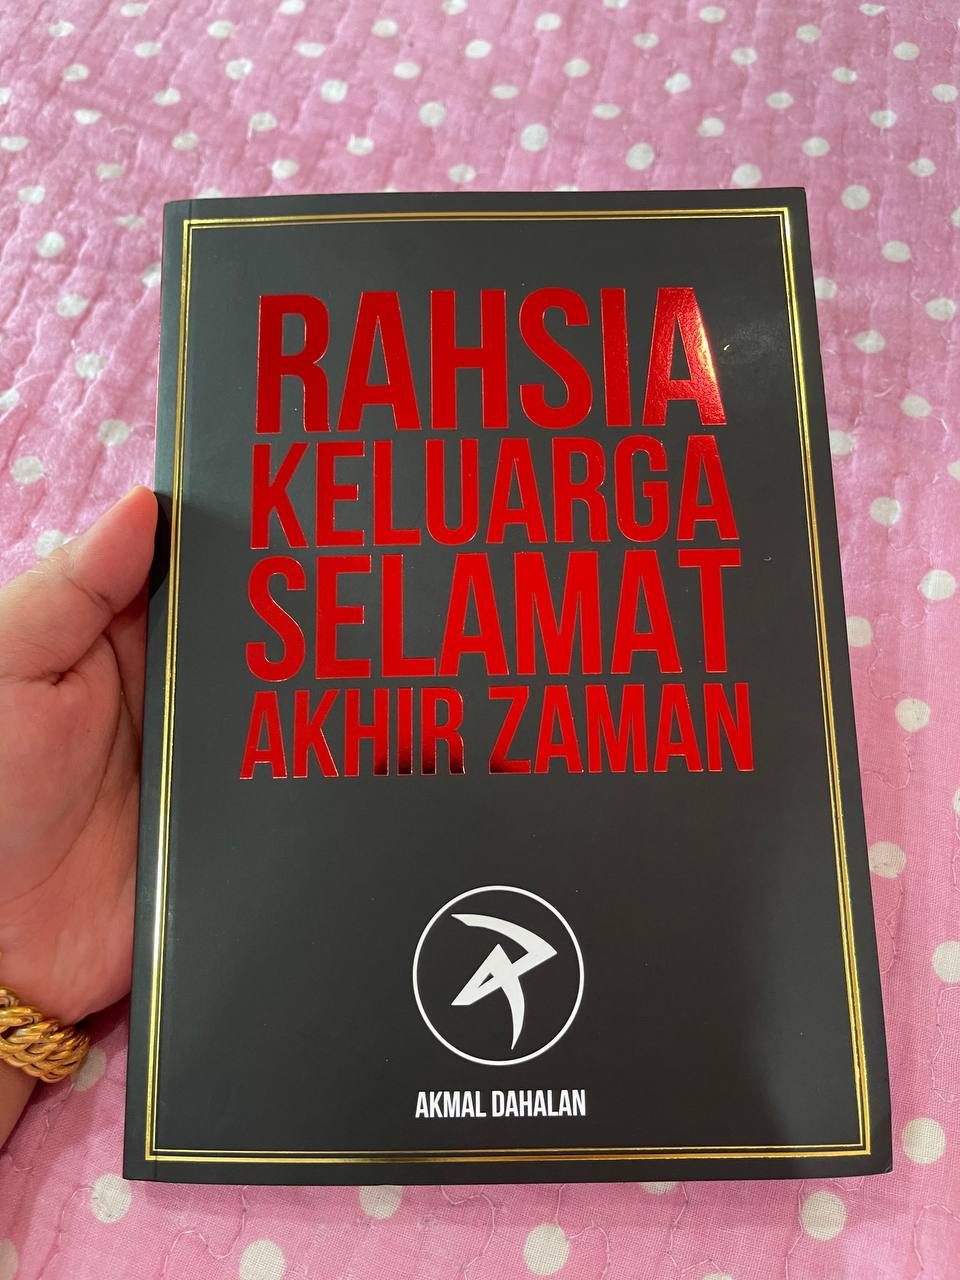 RAHSIA
KELUARGA
SELAMAT
AKHIR ZAMAN
AKMAL DAHALAN